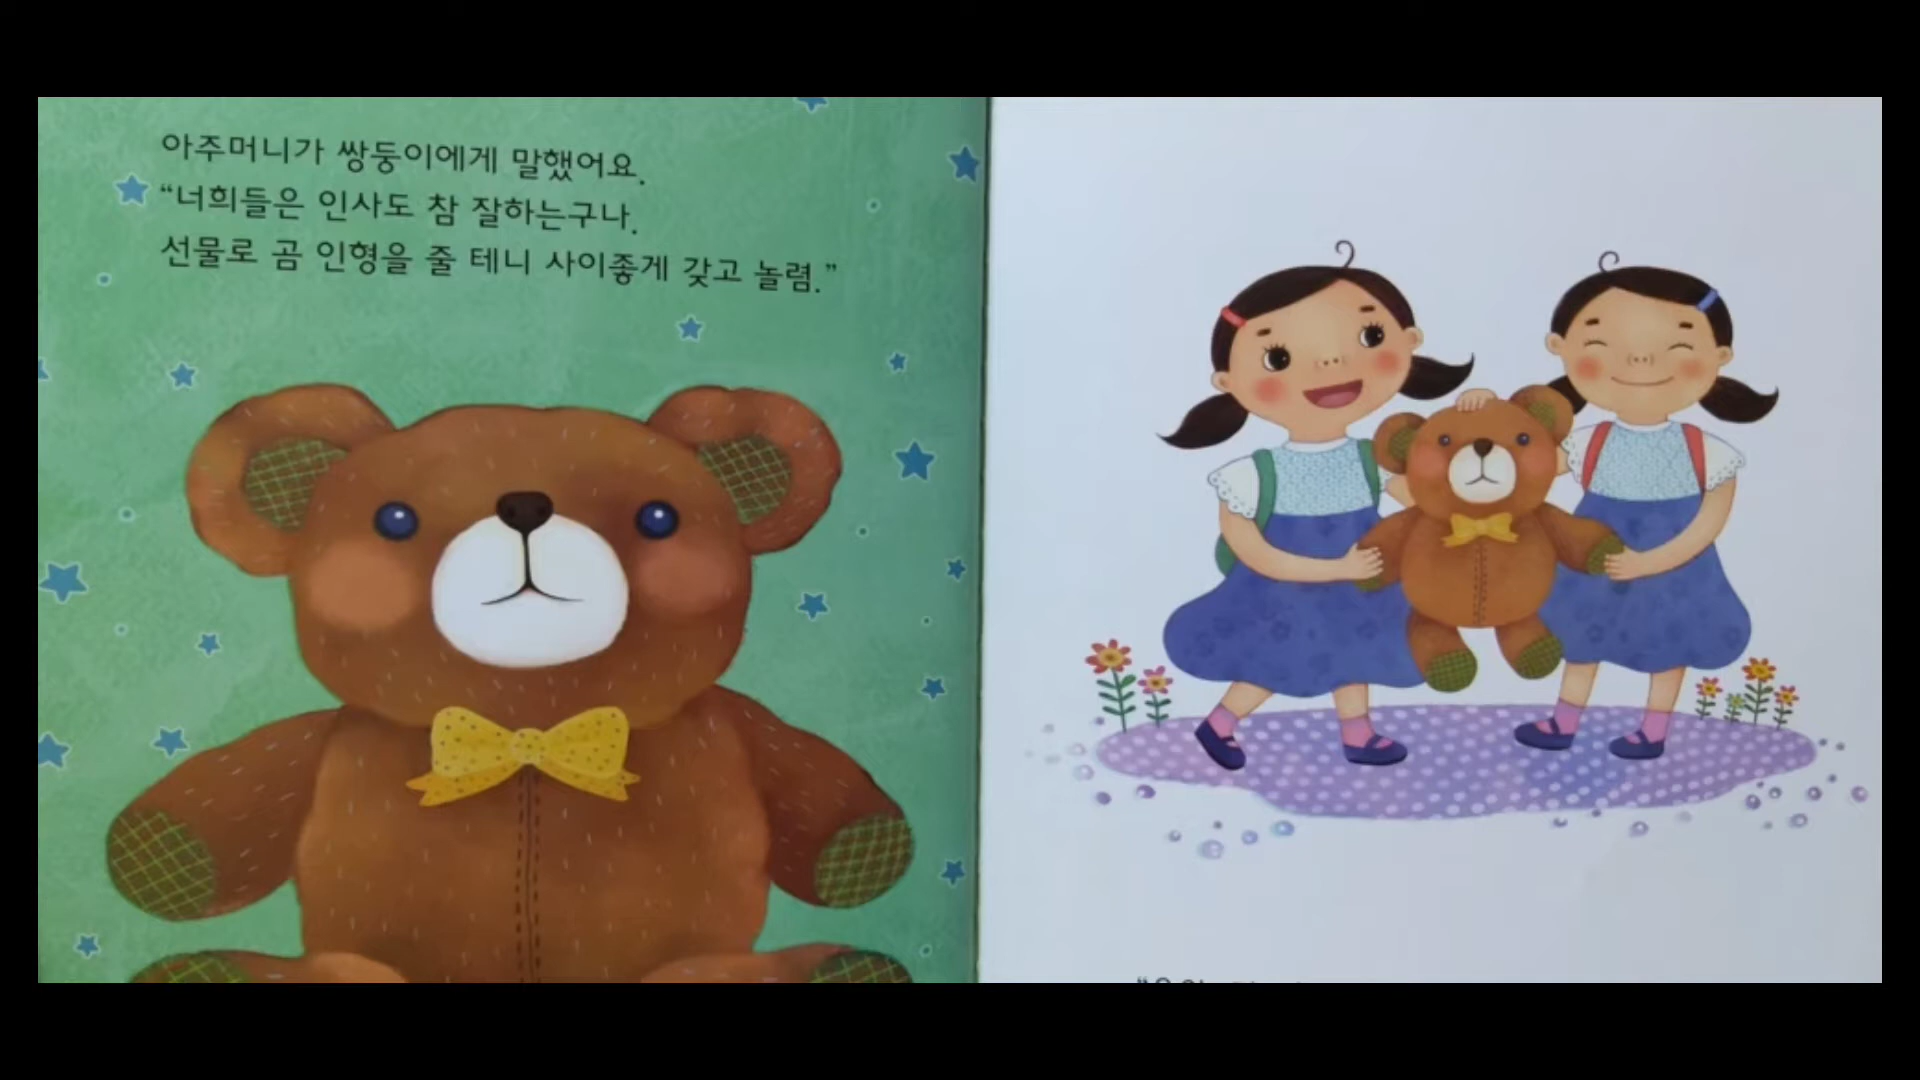 아주머니가 쌍둥이에게 말했어요.
“너희들은 인사도 참 잘하는구나.
선물로 곰 인형을 줄 테니 사이좋게 갖고 놀렴.”